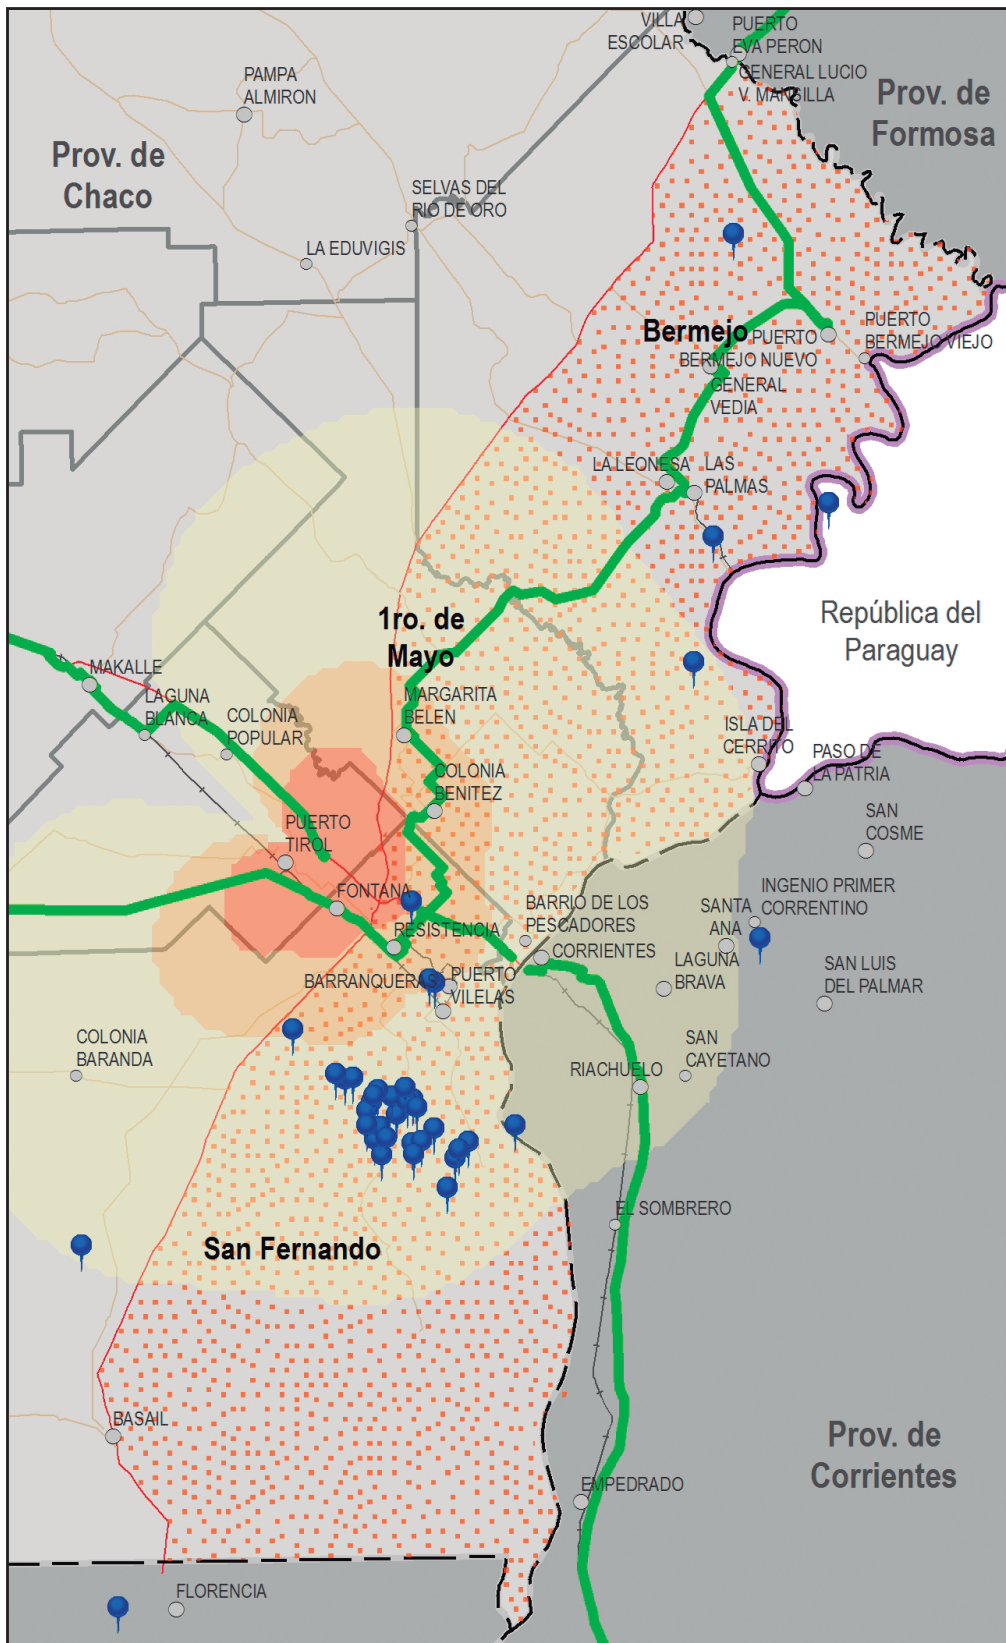 VILLA
ESCOLAR
PUERTO
EVA PERON
GENERAL LUCIO
V. MANSILLA
Prov. de
Formosa
PAMPA
ALMIRON
Prov. de
Chaco
SELVAS DEL
RIO DE ORO
LA EDUVIGIS
Bermejo
PUERTO
BERMEJO NUEVO
PUERTO
BERMEJO VIEJO
GENERAL
VEDIA
LA LEONESA
LAS
PALMAS
República del
Paraguay
1ro. de
Mayo
MAKALLE
LAGUNA
BLANCA
COLONIA
POPULAR
MARGARITA
BELEN
ISLA DEL
CERRITO
PASO DE
LA PATRIA
COLONIA
BENITEZ
PUERTO
TIROL
SAN
COSME
FONTANA
INGENIO PRIMER
CORRENTINO
BARRIO DE LOS
PESCADORES
SANTA
ANA
RESISTENCIA
CORRIENTES
BARRANQUERAS
PUERTO
VILELAS
LAGUNA
BRAVA
SAN LUIS
DEL PALMAR
COLONIA
BARANDA
SAN
CAYETANO
RIACHUELO
EL SOMBRERO
San Fernando
BASAIL
Prov. de
Corrientes
EMPEDRADO
FLORENCIA